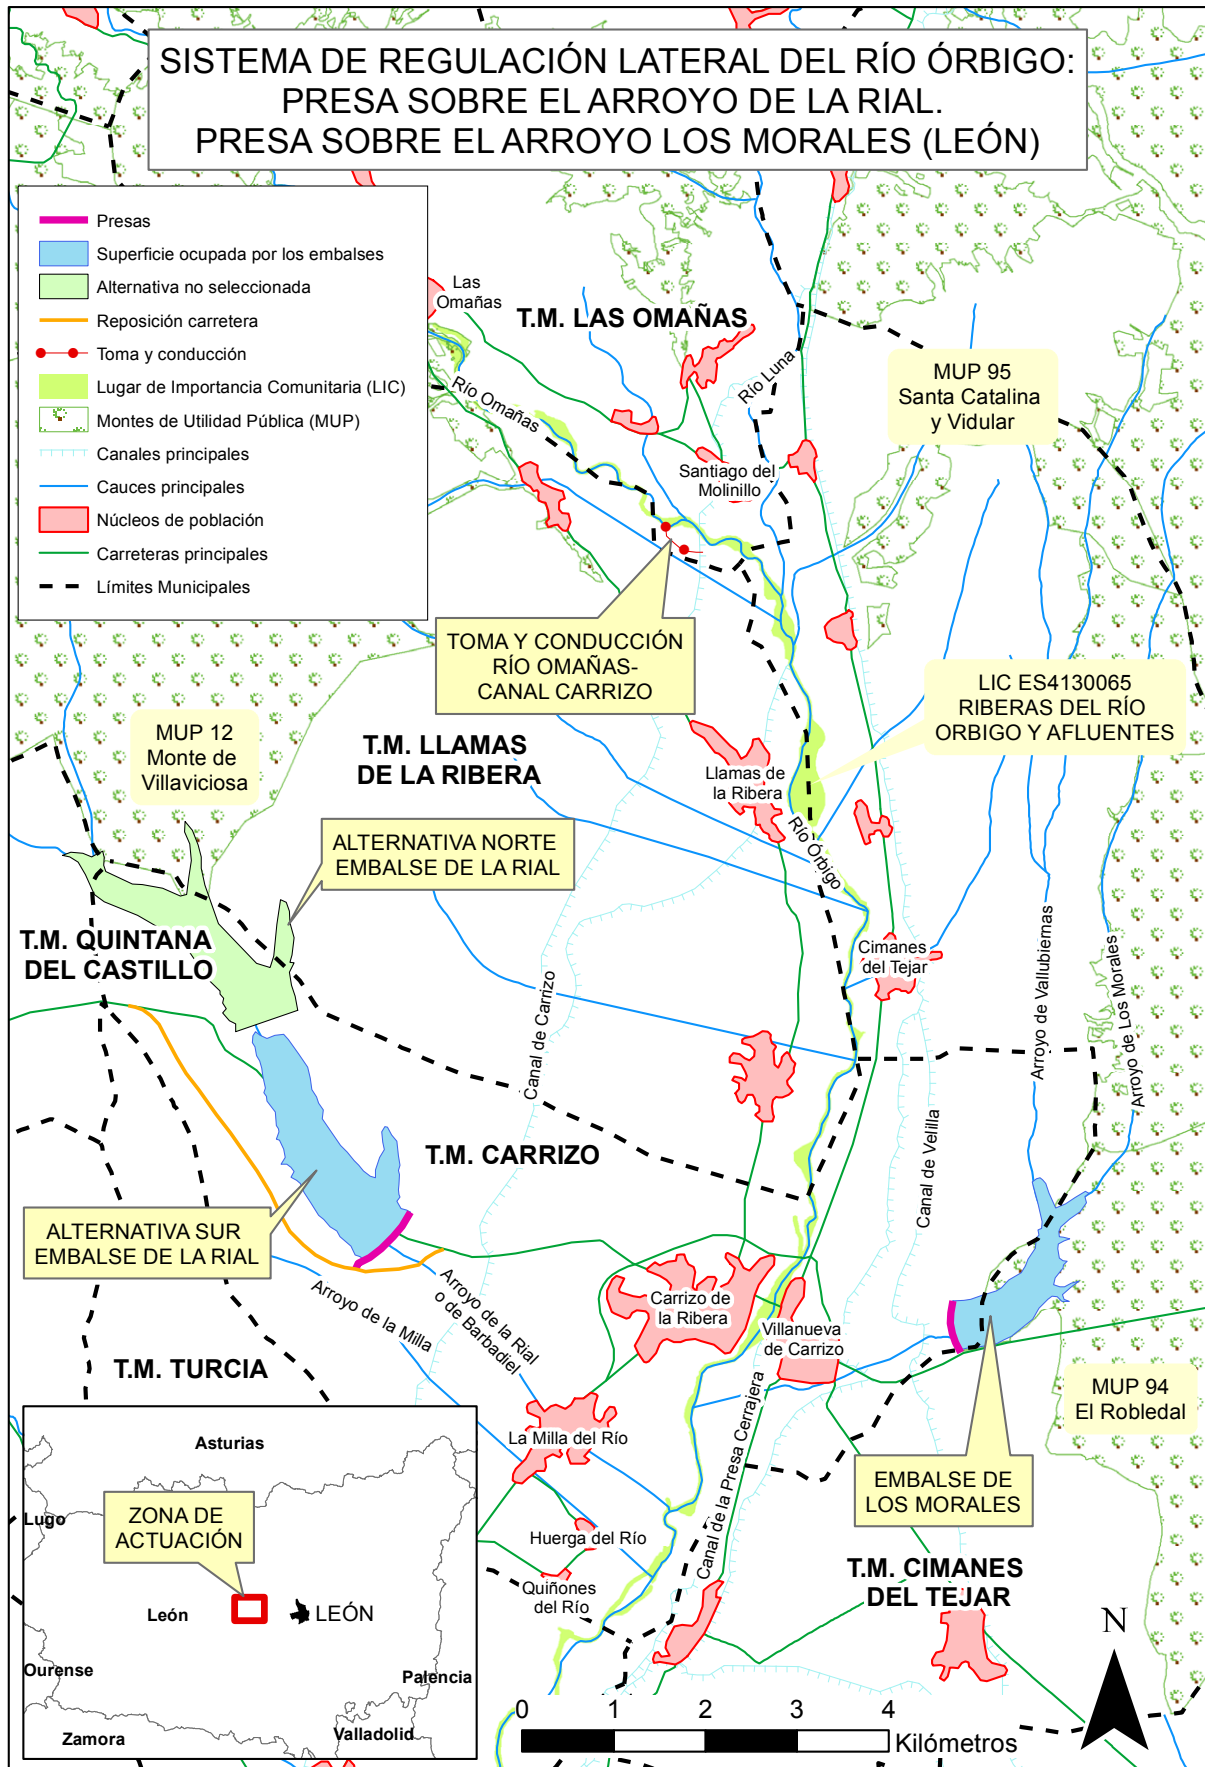 SISTEMA DE REGULACIÓN LATERAL DEL RÍO ÓRBIGO:
PRESA SOBRE EL ARROYO DE LA RIAL.
PRESA SOBRE EL ARROYO LOS MORALES (LEÓN)
Presas
Superficie ocupada por los embalses
Alternativa no seleccionada
Reposición carretera
Toma y conducción
Lugar de Importancia Comunitaria (LIC)
Montes de Utilidad Pública (MUP)
Canales principales
Cauces principales
Núcleos de población
Carreteras principales
Límites Municipales
Las
Omañas
T.M. LAS OMAÑAS
Río Luna
Río Omañas
MUP 95
Santa Catalina
y Vidular
Santiago del
Molinillo
TOMA Y CONDUCCIÓN
RÍO OMAÑAS-
CANAL CARRIZO
LIC ES4130065
RIBERAS DEL RÍO
ORBIGO Y AFLUENTES
MUP 12
Monte de
Villaviciosa
T.M. LLAMAS
DE LA RIBERA
Llamas de
la Ribera
Río Órbigo
ALTERNATIVA NORTE
EMBALSE DE LA RIAL
T.M. QUINTANA
DEL CASTILLO
Cimanes
del Tejar
Arroyo de Vallubiernas
Arroyo de Los Morales
Canal de Carrizo
Canal de Velilla
T.M. CARRIZO
ALTERNATIVA SUR
EMBALSE DE LA RIAL
Arroyo de la Milla
Arroyo de la Rial
o de Barbadiel
Carrizo de
la Ribera
Villanueva
de Carrizo
T.M. TURCIA
MUP 94
El Robledal
La Milla del Río
Canal de la Presa Cerrajera
EMBALSE DE
LOS MORALES
Huerga del Río
Quiñones
del Río
T.M. CIMANES
DEL TEJAR
Asturias
Lugo
ZONA DE
ACTUACIÓN
León
LEÓN
Ourense
Palencia
Zamora
Valladolid
N
0 1 2 3 4
Kilómetros